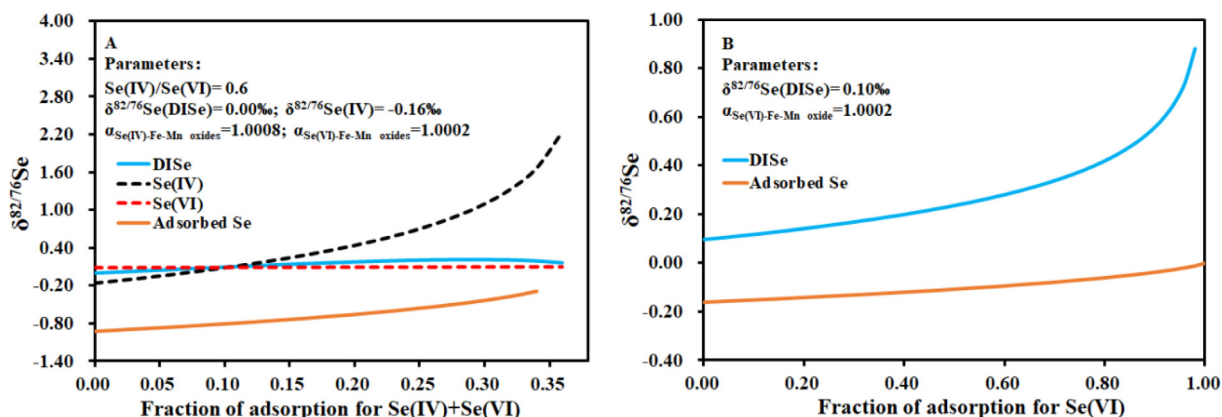 A
Parameters:
Se(IV)/Se(VI)= 0.6
δ82/76Se(DISe)= 0.00‰; δ82/76Se(IV)= -0.16‰
αSe(IV)-Fe-Mn oxides=1.0008; αSe(VI)-Fe-Mn oxides=1.0002
DISe
Se(IV)
Se(VI)
Adsorbed Se
δ82/76Se
4.00
3.40
2.80
2.20
1.60
1.00
0.40
-0.20
-0.80
-1.40
0.00 0.05 0.10 0.15 0.20 0.25 0.30 0.35
Fraction of adsorption for Se(IV)+Se(VI)
B
Parameters:
δ82/76Se(DISe)= 0.10‰
αSe(VI)-Fe-Mn oxide=1.0002
DISe
Adsorbed Se
δ82/76Se
1.00
0.80
0.60
0.40
0.20
0.00
-0.20
-0.40
0.00 0.20 0.40 0.60 0.80 1.00
Fraction of adsorption for Se(VI)